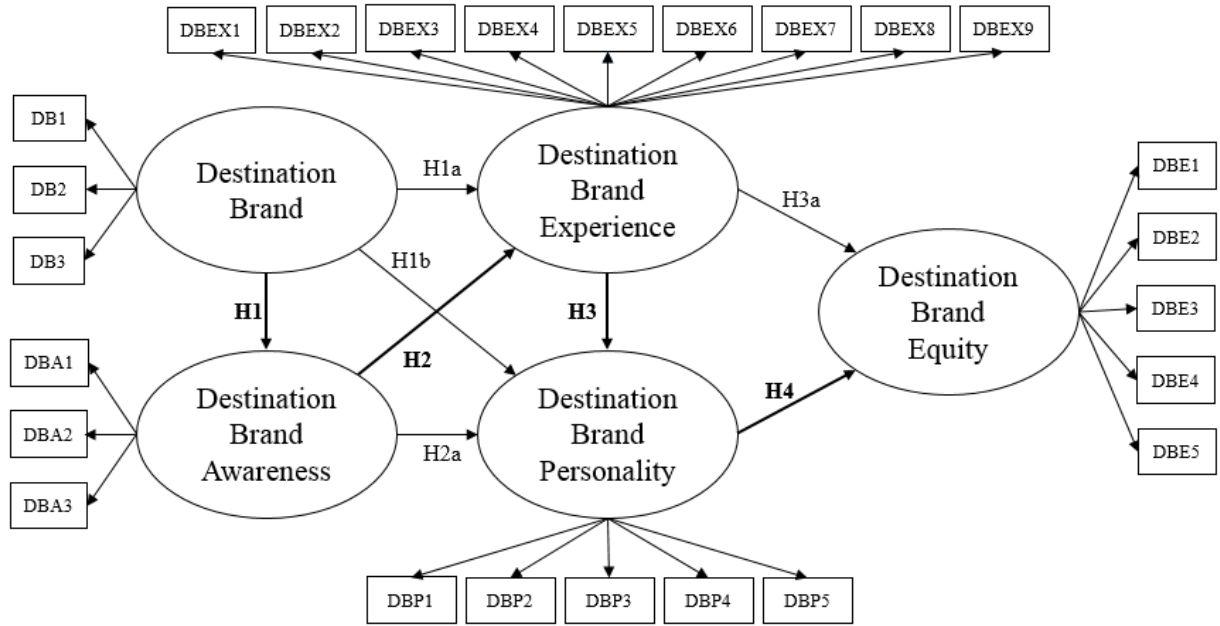 DBEX1
DBEX2
DBEX3
DBEX4
DBEX5
DBEX6
DBEX7
DBEX8
DBEX9
DB1
DB2
DB3
Destination
Brand
H1a
Destination
Brand
Experience
H3a
H1b
H1
H2
H3
DBA1
DBA2
DBA3
Destination
Brand
Awareness
H2a
Destination
Brand
Personality
H4
Destination
Brand
Equity
DBE1
DBE2
DBE3
DBE4
DBE5
DBP1
DBP2
DBP3
DBP4
DBP5